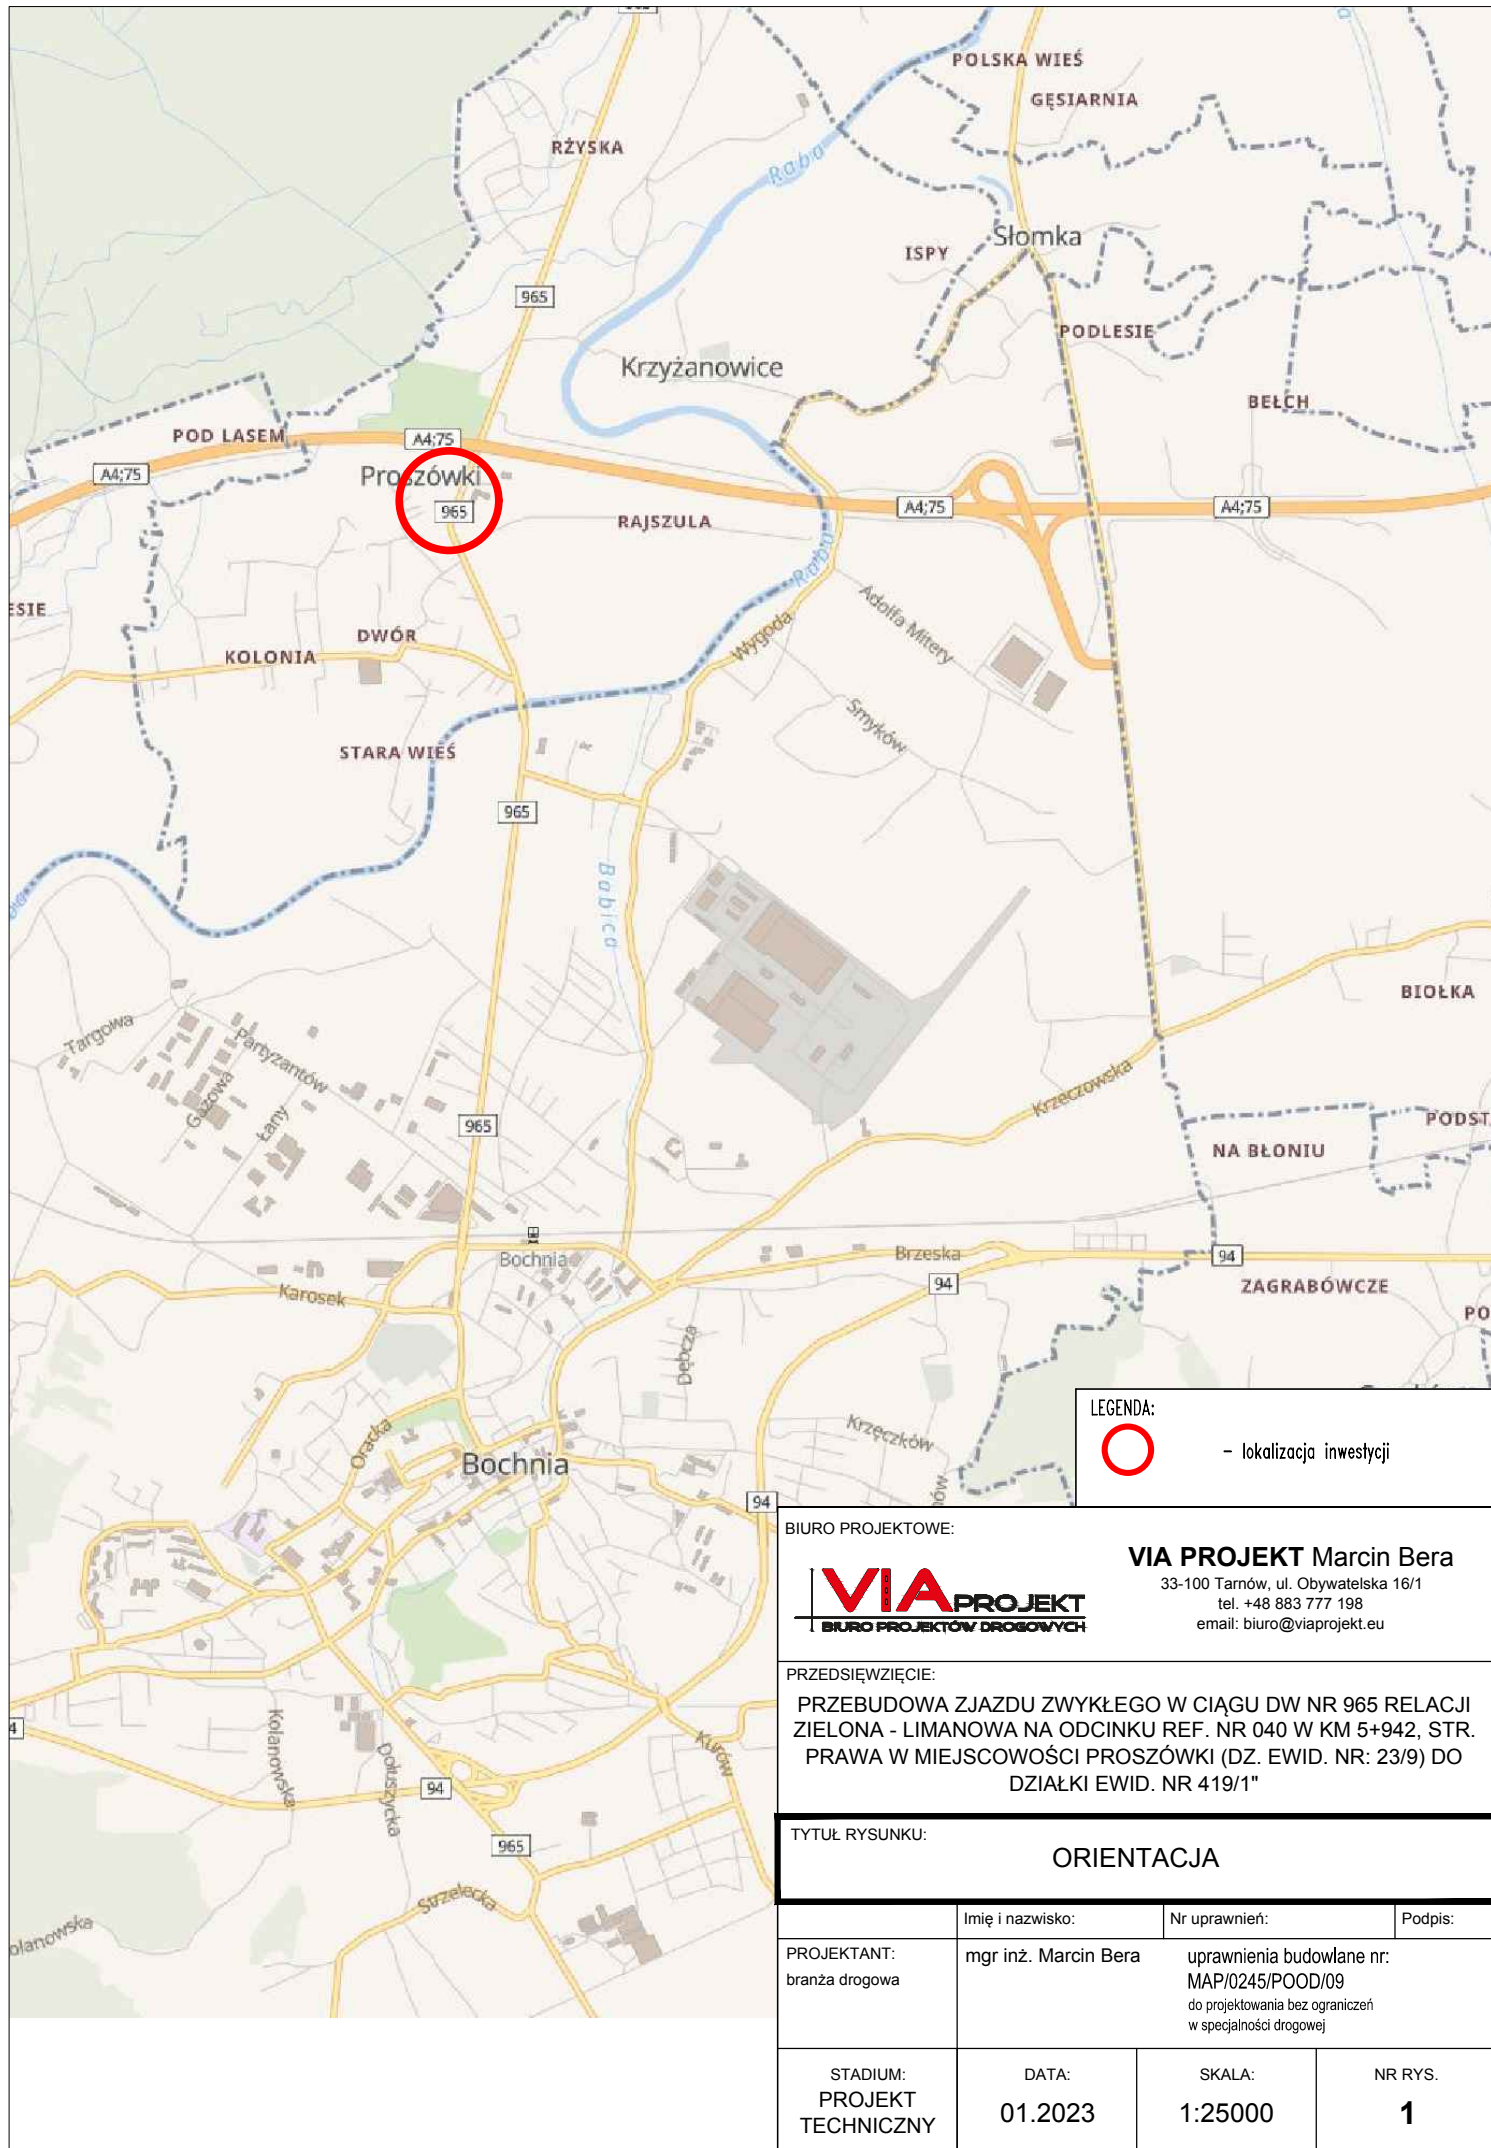 POLSKA WIEŚ
GĘSIARNIA
RŻYSKA
Raba
Słomka
ISPY
965
PODLESIE
Krzyżanowice
BEŁCH
POD LASEM
A4;75
A4;75
Proszówki
965
A4;75
A4;75
RAJSZULA
Raba
Adolfa Mitery
ESIE
DWÓR
KOLONIA
Wygoda
Smyków
STARA WIEŚ
965
Babica
BIOŁKA
Targowa
Partyzantów
Gazowa
Łany
965
Krzeczowska
PODST
NA BŁONIU
Bochnia
Brzeska
94
94
Karosek
ZAGRABÓWCZE
PO
Dębcza
Krzęczków
Oracka
Bochnia
94
Kolanowska
Dołuszycka
Kurów
4
94
965
Strzelecka
olanowska
LEGENDA:
- lokalizacja inwestycji
BIURO PROJEKTOWE:
VIA PROJEKT
BIURO PROJEKTÓW DROGOWYCH
VIA PROJEKT Marcin Bera
33-100 Tarnów, ul. Obywatelska 16/1
tel. +48 883 777 198
email: biuro@viaprojekt.eu
PRZEDSIĘWZIĘCIE:
PRZEBUDOWA ZJAZDU ZWYKŁEGO W CIĄGU DW NR 965 RELACJI
ZIELONA - LIMANOWA NA ODCINKU REF. NR 040 W KM 5+942, STR.
PRAWA W MIEJSCOWOŚCI PROSZÓWKI (DZ. EWID. NR: 23/9) DO
DZIAŁKI EWID. NR 419/1"
TYTUŁ RYSUNKU:
ORIENTACJA
Imię i nazwisko: Nr uprawnień: Podpis:
PROJEKTANT:
branża drogowa
mgr inż. Marcin Bera
uprawnienia budowlane nr:
MAP/0245/POOD/09
do projektowania bez ograniczeń
w specjalności drogowej
STADIUM:
PROJEKT
TECHNICZNY
DATA:
01.2023
SKALA:
1:25000
NR RYS.
1